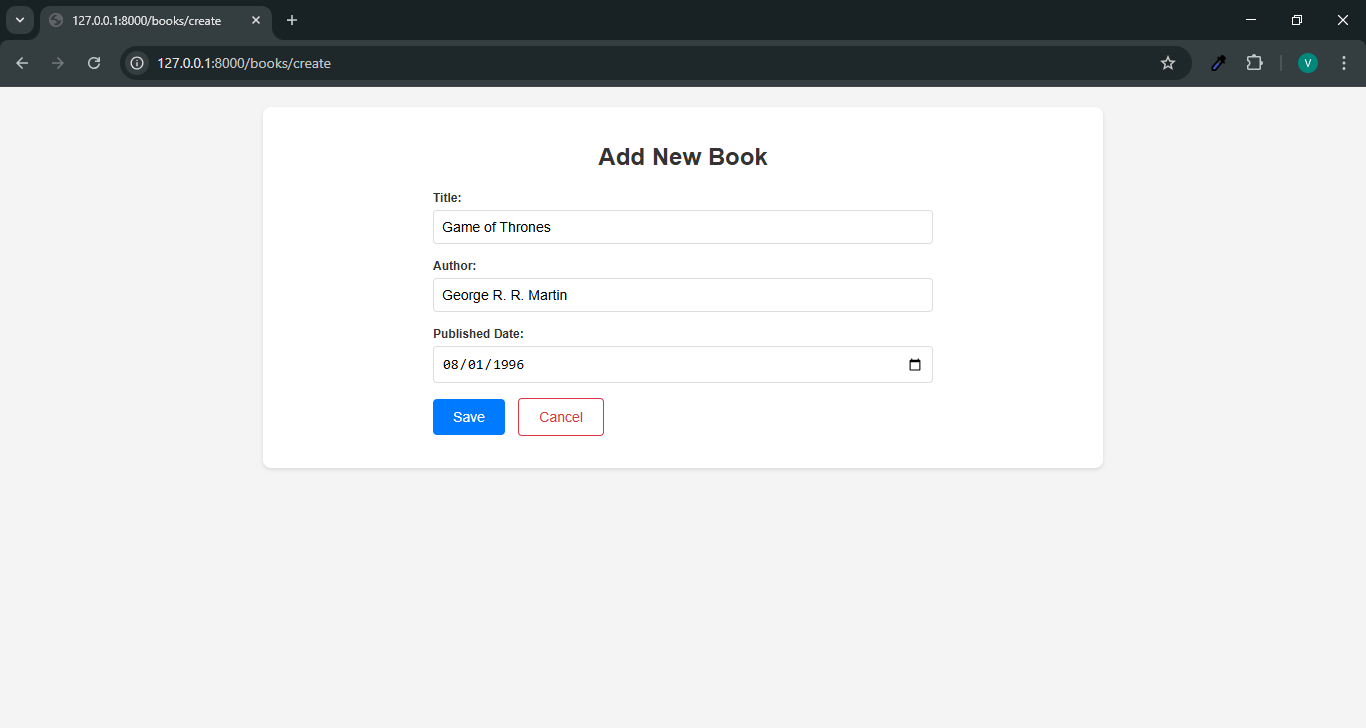 127.0.0.1:8000/books/create
127.0.0.1:8000/books/create
V
Add New Book
Title:
Game of Thrones
Author:
George R. R. Martin
Published Date:
08/01/1996
Save Cancel